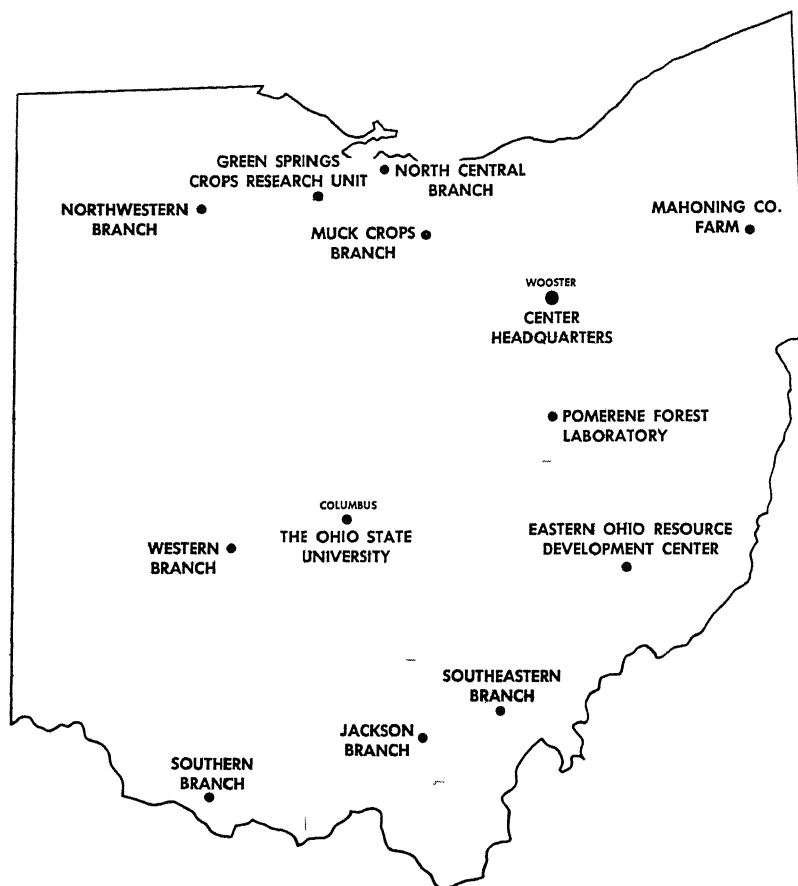 GREEN SPRINGS
CROPS RESEARCH UNIT
NORTH CENTRAL
BRANCH
NORTHWESTERN
BRANCH
MUCK CROPS
BRANCH
MAHONING CO.
FARM
WOOSTER
CENTER
HEADQUARTERS
POMERENE FOREST
LABORATORY
COLUMBUS
THE OHIO STATE
UNIVERSITY
WESTERN
BRANCH
EASTERN OHIO RESOURCE
DEVELOPMENT CENTER
SOUTHEASTERN
BRANCH
JACKSON
BRANCH
SOUTHERN
BRANCH